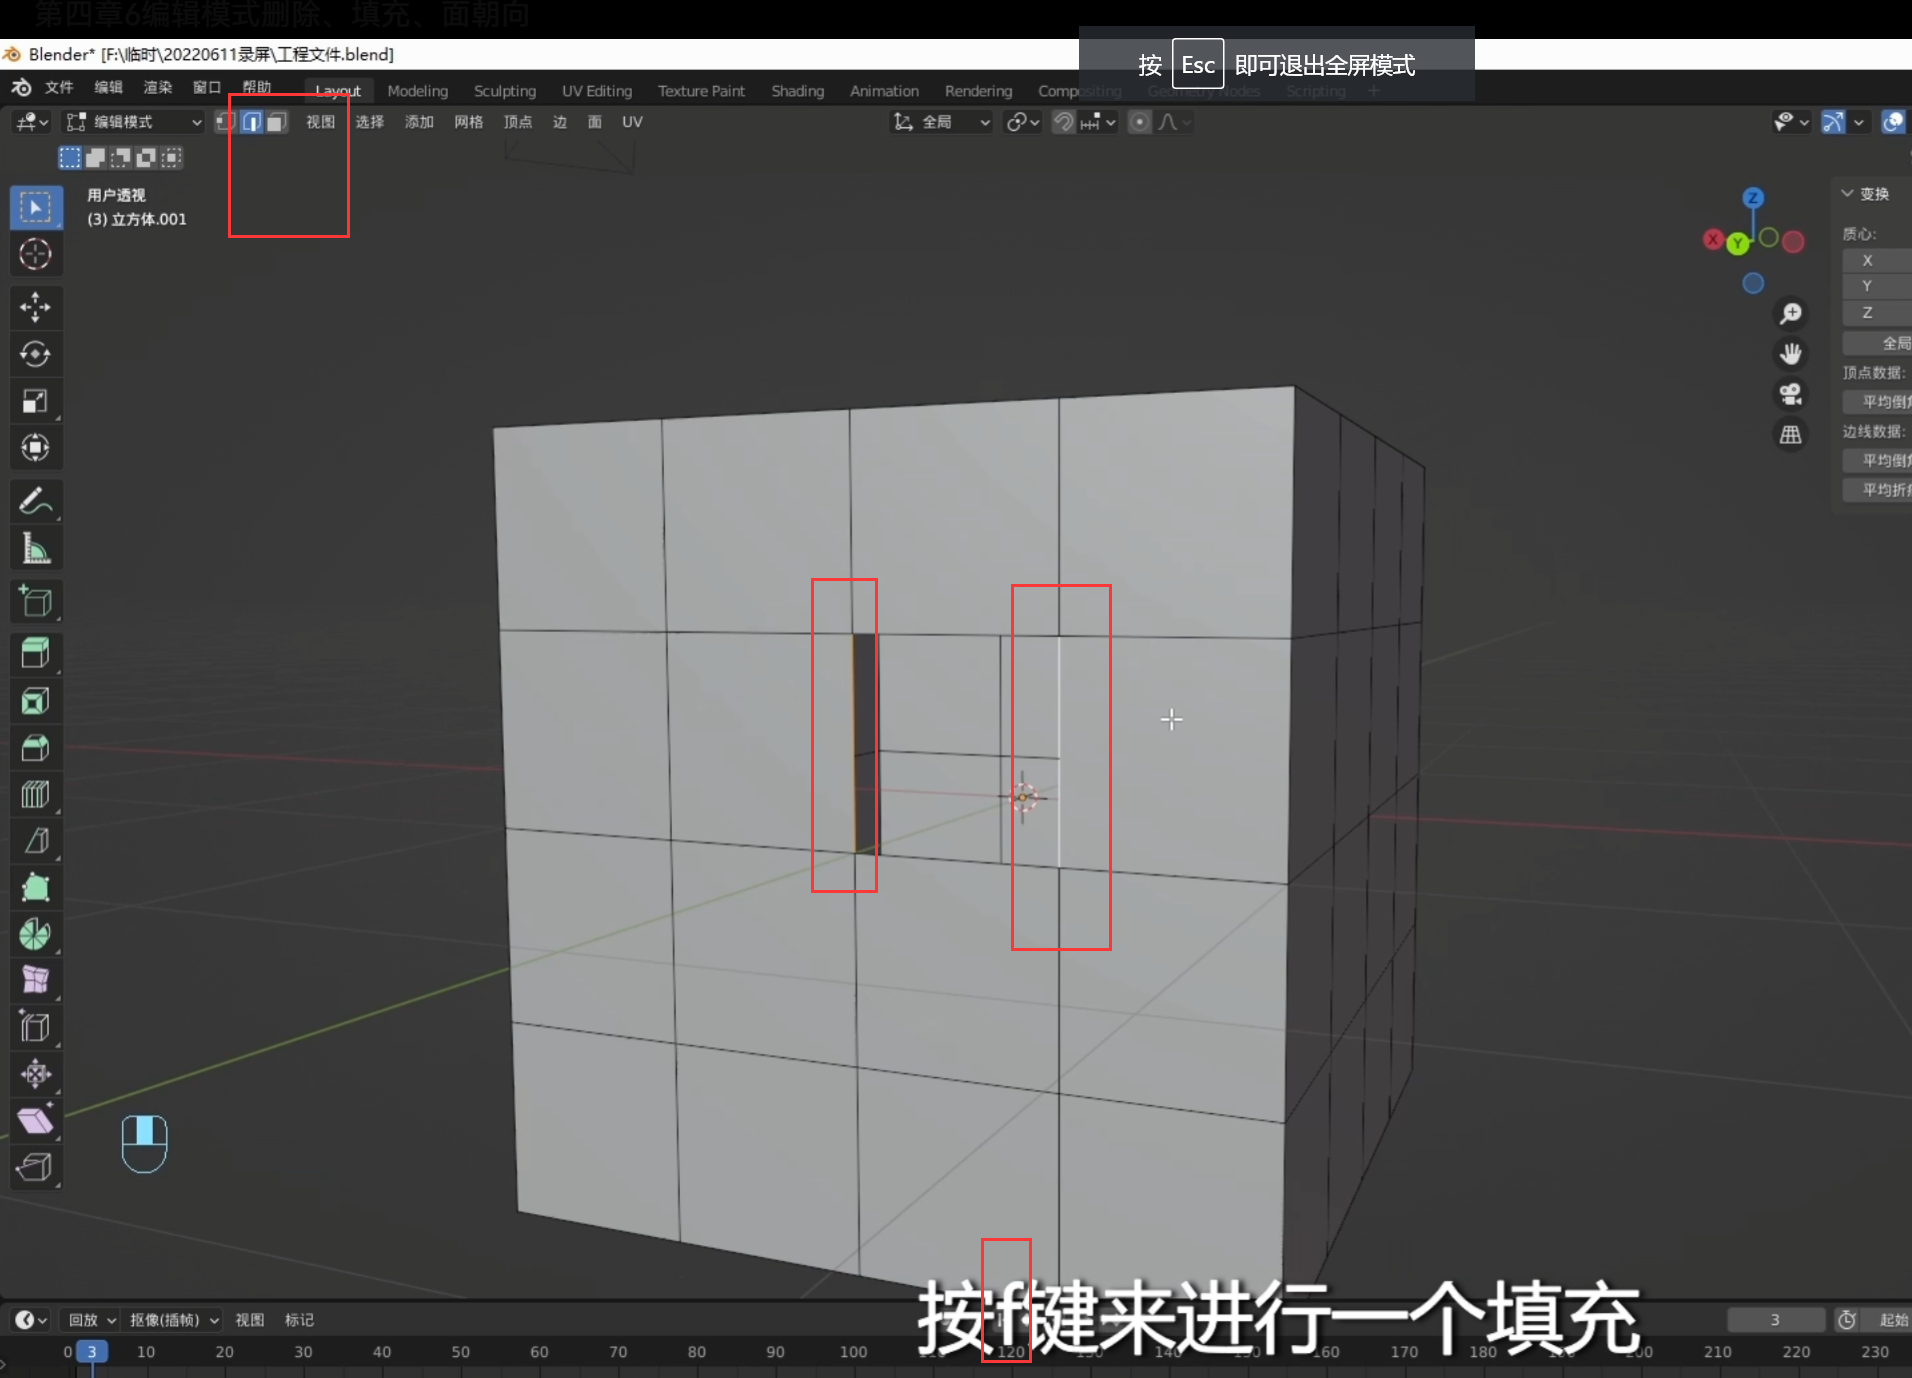 第四章6编辑模式删除、填充、面朝向
Blender* [F:\临时\20220611录屏\工程文件.blend]
按 Esc 即可退出全屏模式
文件 编辑 渲染 窗口 帮助 Layout Modeling Sculpting UV Editing Texture Paint Shading Animation Rendering Compositing Geometry Nodes Scripting +
编辑模式 视图 选择 添加 网格 顶点 边 面 UV 全局
用户透视
(3) 立方体.001
Z
X
Y
变换
质心:
X
Y
Z
全局
顶点数据:
平均倒
边线数据:
平均倒
平均折
按f键来进行一个填充
回放 抠像(插帧) 视图 标记 3 起始
0 3 10 20 30 40 50 60 70 80 90 100 110 120 130 140 150 160 170 180 190 200 210 220 230